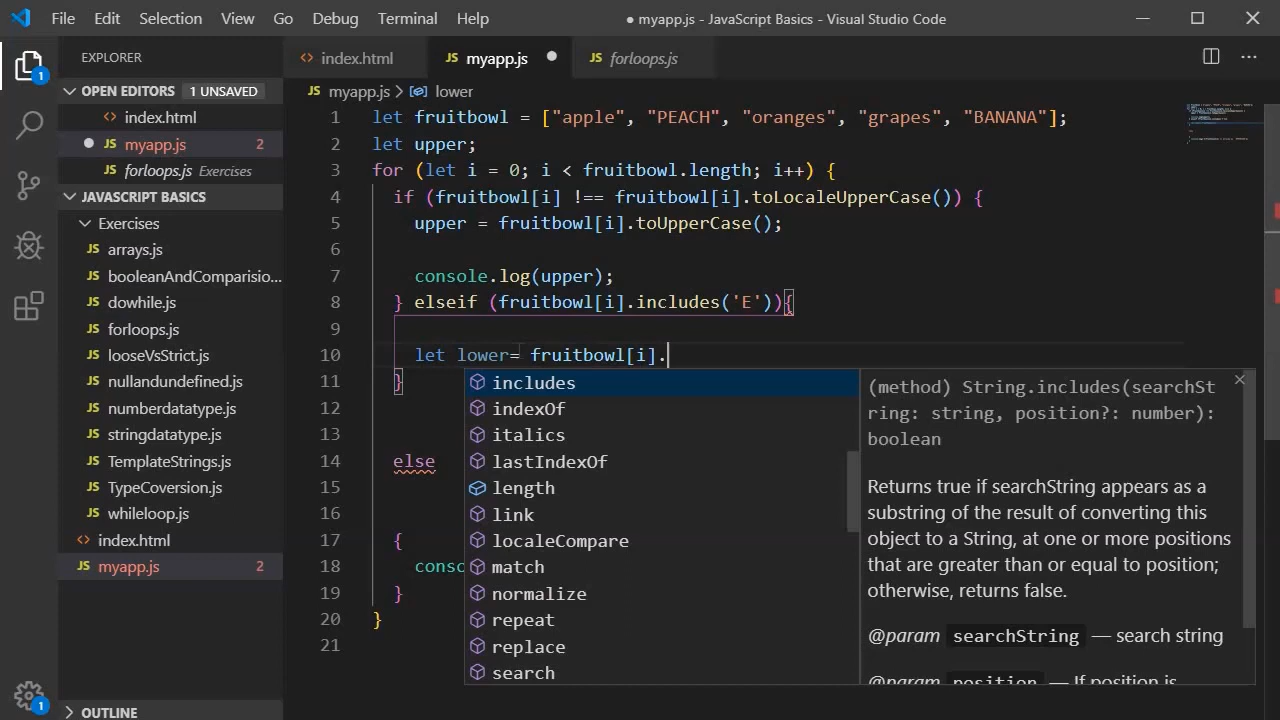 File Edit Selection View Go Debug Terminal Help
● myapp.js - JavaScript Basics - Visual Studio Code
EXPLORER
OPEN EDITORS 1 UNSAVED
index.html
myapp.js 2
forloops.js Exercises
JAVASCRIPT BASICS
Exercises
JS arrays.js
JS booleanAndComparisio...
JS dowhile.js
JS forloops.js
JS looseVsStrict.js
JS nullandundefined.js
JS numberdatatype.js
JS stringdatatype.js
JS TemplateStrings.js
JS TypeCoversion.js
JS whileloop.js
<> index.html
JS myapp.js 2
OUTLINE
1
1
<> index.html
JS myapp.js
JS forloops.js
JS myapp.js > lower
1 let fruitbowl = ["apple", "PEACH", "oranges", "grapes", "BANANA"];
2 let upper;
3 for (let i = 0; i < fruitbowl.length; i++) {
4 if (fruitbowl[i] !== fruitbowl[i].toLocaleUpperCase()) {
5 upper = fruitbowl[i].toUpperCase();
6
7 console.log(upper);
8 } elseif (fruitbowl[i].includes('E')){
9
10 let lower= fruitbowl[i].
11 }
12
13
14 else
15
16
17 {
18 conso
19 }
20 }
21
includes
indexOf
italics
lastIndexOf
length
link
localeCompare
match
normalize
repeat
replace
search
(method) String.includes(searchSt
ring: string, position?: number):
boolean
Returns true if searchString appears as a
substring of the result of converting this
object to a String, at one or more positions
that are greater than or equal to position;
otherwise, returns false.
@param searchString — search string
@param position — If position is